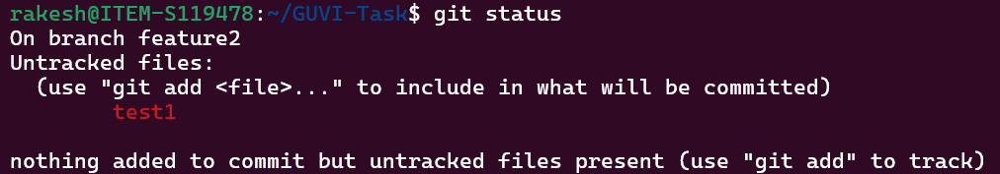 rakesh@ITEM-S119478:~/GUVI-Task$ git status
On branch feature2
Untracked files:
  (use "git add <file>..." to include in what will be committed)
        test1

nothing added to commit but untracked files present (use "git add" to track)